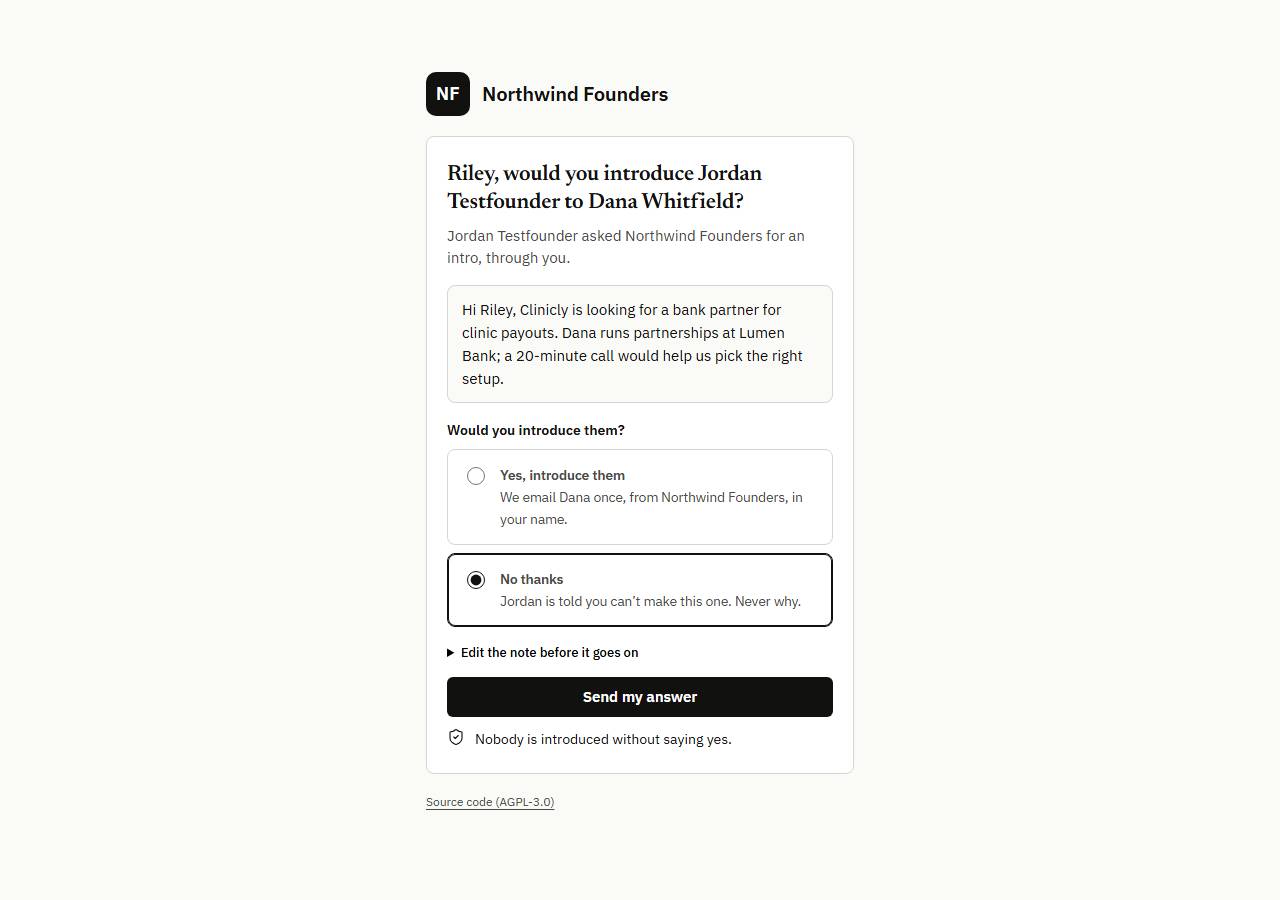 NF
Northwind Founders
Riley, would you introduce Jordan
Testfounder to Dana Whitfield?
Jordan Testfounder asked Northwind Founders for an
intro, through you.
Hi Riley, Clinicly is looking for a bank partner for
clinic payouts. Dana runs partnerships at Lumen
Bank; a 20-minute call would help us pick the right
setup.
Would you introduce them?
Yes, introduce them
We email Dana once, from Northwind Founders, in
your name.
No thanks
Jordan is told you can’t make this one. Never why.
Edit the note before it goes on
Send my answer
Nobody is introduced without saying yes.
Source code (AGPL-3.0)